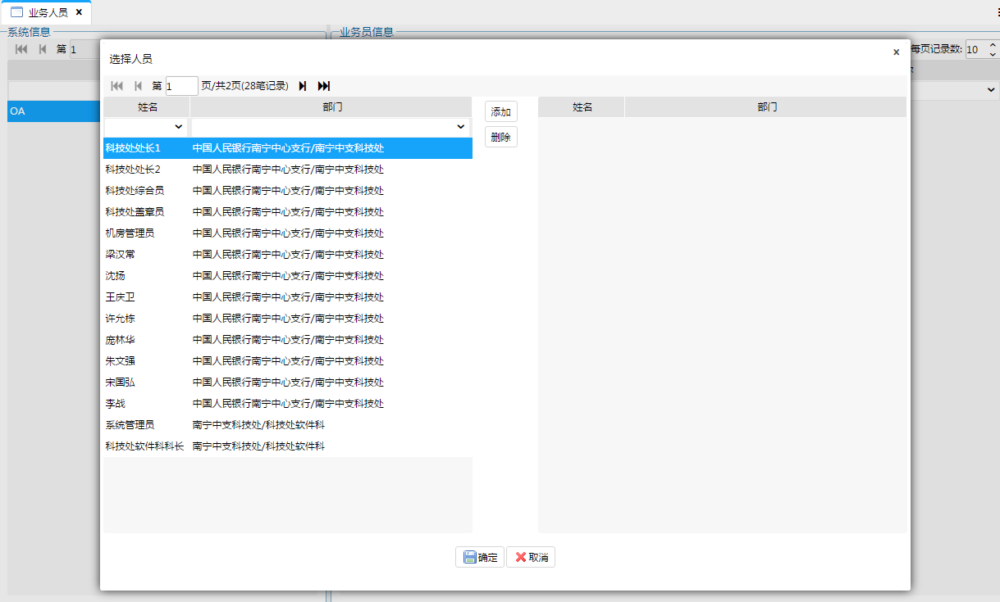 业务人员 ×
系统信息
业务员信息
第 1
每页记录数: 10
OA
选择人员
×
第 1 页/共2页(28笔记录)
姓名 部门
添加
删除
姓名 部门
科技处处长1 中国人民银行南宁中心支行/南宁中支科技处
科技处处长2 中国人民银行南宁中心支行/南宁中支科技处
科技处综合员 中国人民银行南宁中心支行/南宁中支科技处
科技处盖章员 中国人民银行南宁中心支行/南宁中支科技处
机房管理员 中国人民银行南宁中心支行/南宁中支科技处
梁汉常 中国人民银行南宁中心支行/南宁中支科技处
沈扬 中国人民银行南宁中心支行/南宁中支科技处
王庆卫 中国人民银行南宁中心支行/南宁中支科技处
许允栋 中国人民银行南宁中心支行/南宁中支科技处
庞林华 中国人民银行南宁中心支行/南宁中支科技处
朱文强 中国人民银行南宁中心支行/南宁中支科技处
宋国弘 中国人民银行南宁中心支行/南宁中支科技处
李战 中国人民银行南宁中心支行/南宁中支科技处
系统管理员 南宁中支科技处/科技处软件科
科技处软件科科长 南宁中支科技处/科技处软件科
确定
取消